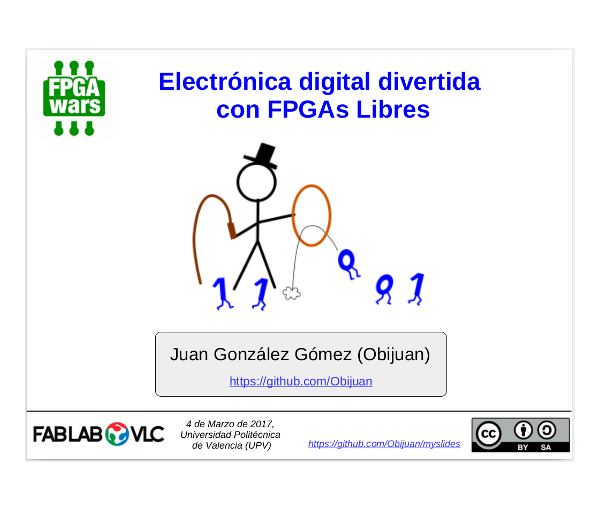 FPGA
wars
Electrónica digital divertida
con FPGAs Libres
1 1 0 0 1
Juan González Gómez (Obijuan)
https://github.com/Obijuan
FABLAB VLC
4 de Marzo de 2017,
Universidad Politécnica
de Valencia (UPV)
https://github.com/Obijuan/myslides
cc
BY SA